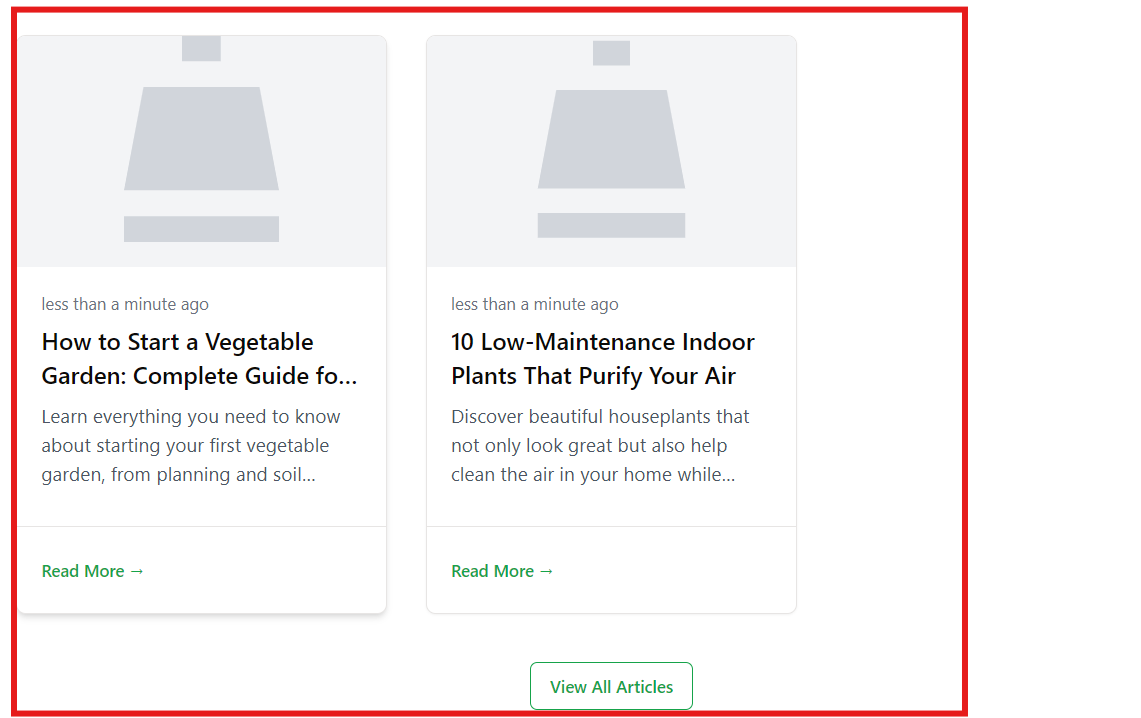 less than a minute ago
How to Start a Vegetable
Garden: Complete Guide fo...
Learn everything you need to know
about starting your first vegetable
garden, from planning and soil...
Read More →
less than a minute ago
10 Low-Maintenance Indoor
Plants That Purify Your Air
Discover beautiful houseplants that
not only look great but also help
clean the air in your home while...
Read More →
View All Articles